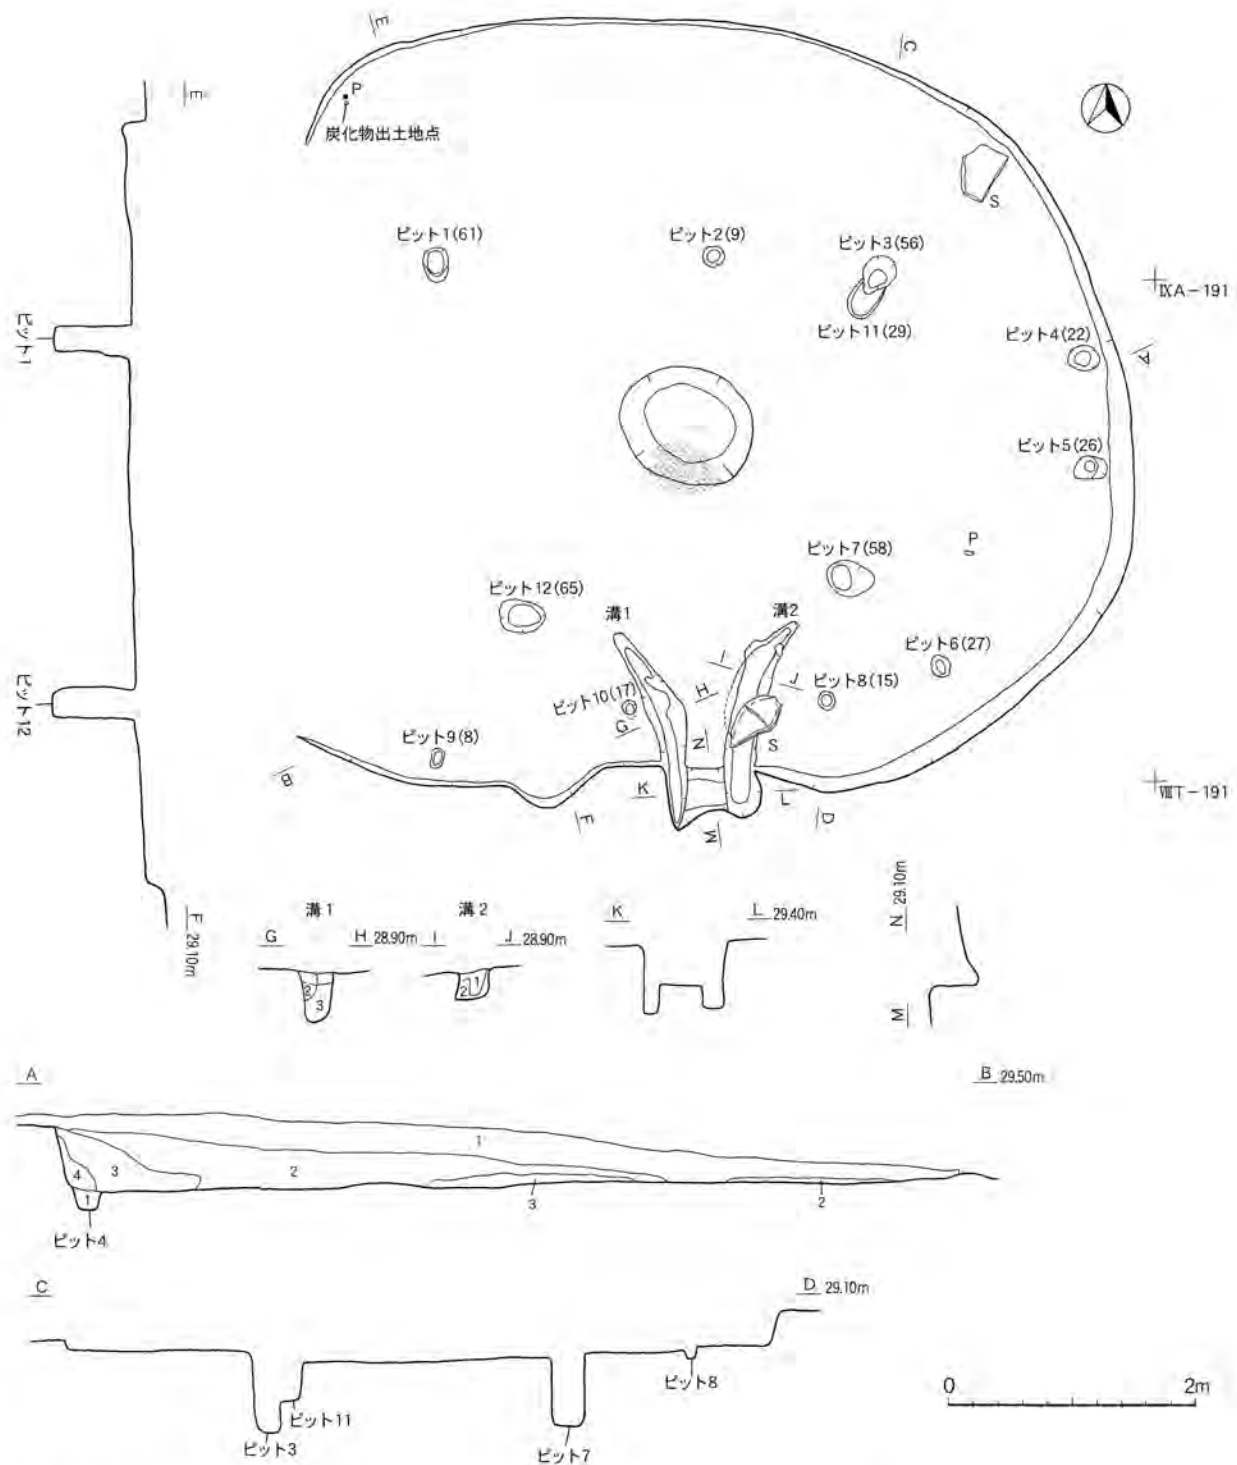 E
C
E
P
炭化物出土地点
S
ピット1(61)
ピット2(9)
ピット3(56)
ⅨA-191
ピット11(29)
ピット4(22)
A
ピット1
ピット5(26)
P
ピット7(58)
ピット12(65)
溝1
溝2
ピット6(27)
I
H
J
ピット8(15)
ピット10(17)
G
ピット12
N
S
ピット9(8)
B
K
L
ⅧT-191
F
D
M
F 29.10m
溝1
溝2
K
L 29.40m
N 29.10m
G
H 28.90m
I
J 28.90m
2
3
2
1
M
A
B 29.50m
1
3
2
4
1
3
2
ピット4
C
D 29.10m
ピット8
ピット11
ピット3
ピット7
0
2m